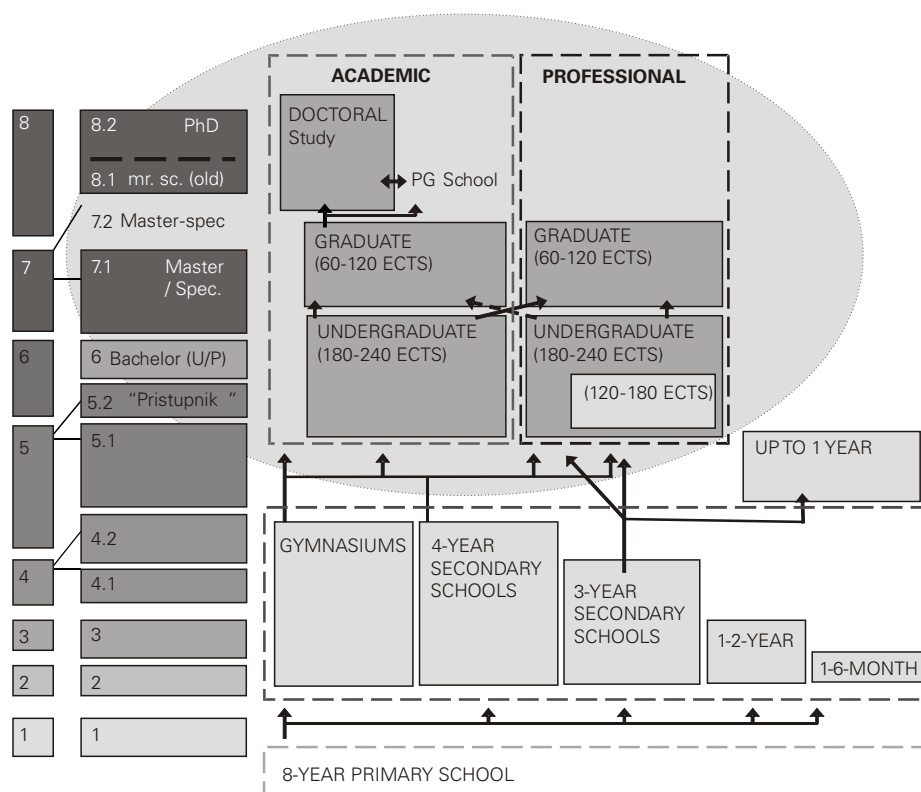 ACADEMIC
PROFESSIONAL
8
8.2 PhD
8.1 mr. sc. (old)
7.2 Master-spec
7
7.1 Master
/ Spec.
6
6 Bachelor (U/P)
5.2 "Pristupnik "
5
5.1
4.2
4
4.1
3
3
2
2
1
1
DOCTORAL
Study
PG School
GRADUATE
(60-120 ECTS)
UNDERGRADUATE
(180-240 ECTS)
GRADUATE
(60-120 ECTS)
UNDERGRADUATE
(180-240 ECTS)
(120-180 ECTS)
UP TO 1 YEAR
GYMNASIUMS
4-YEAR
SECONDARY
SCHOOLS
3-YEAR
SECONDARY
SCHOOLS
1-2-YEAR
1-6-MONTH
8-YEAR PRIMARY SCHOOL